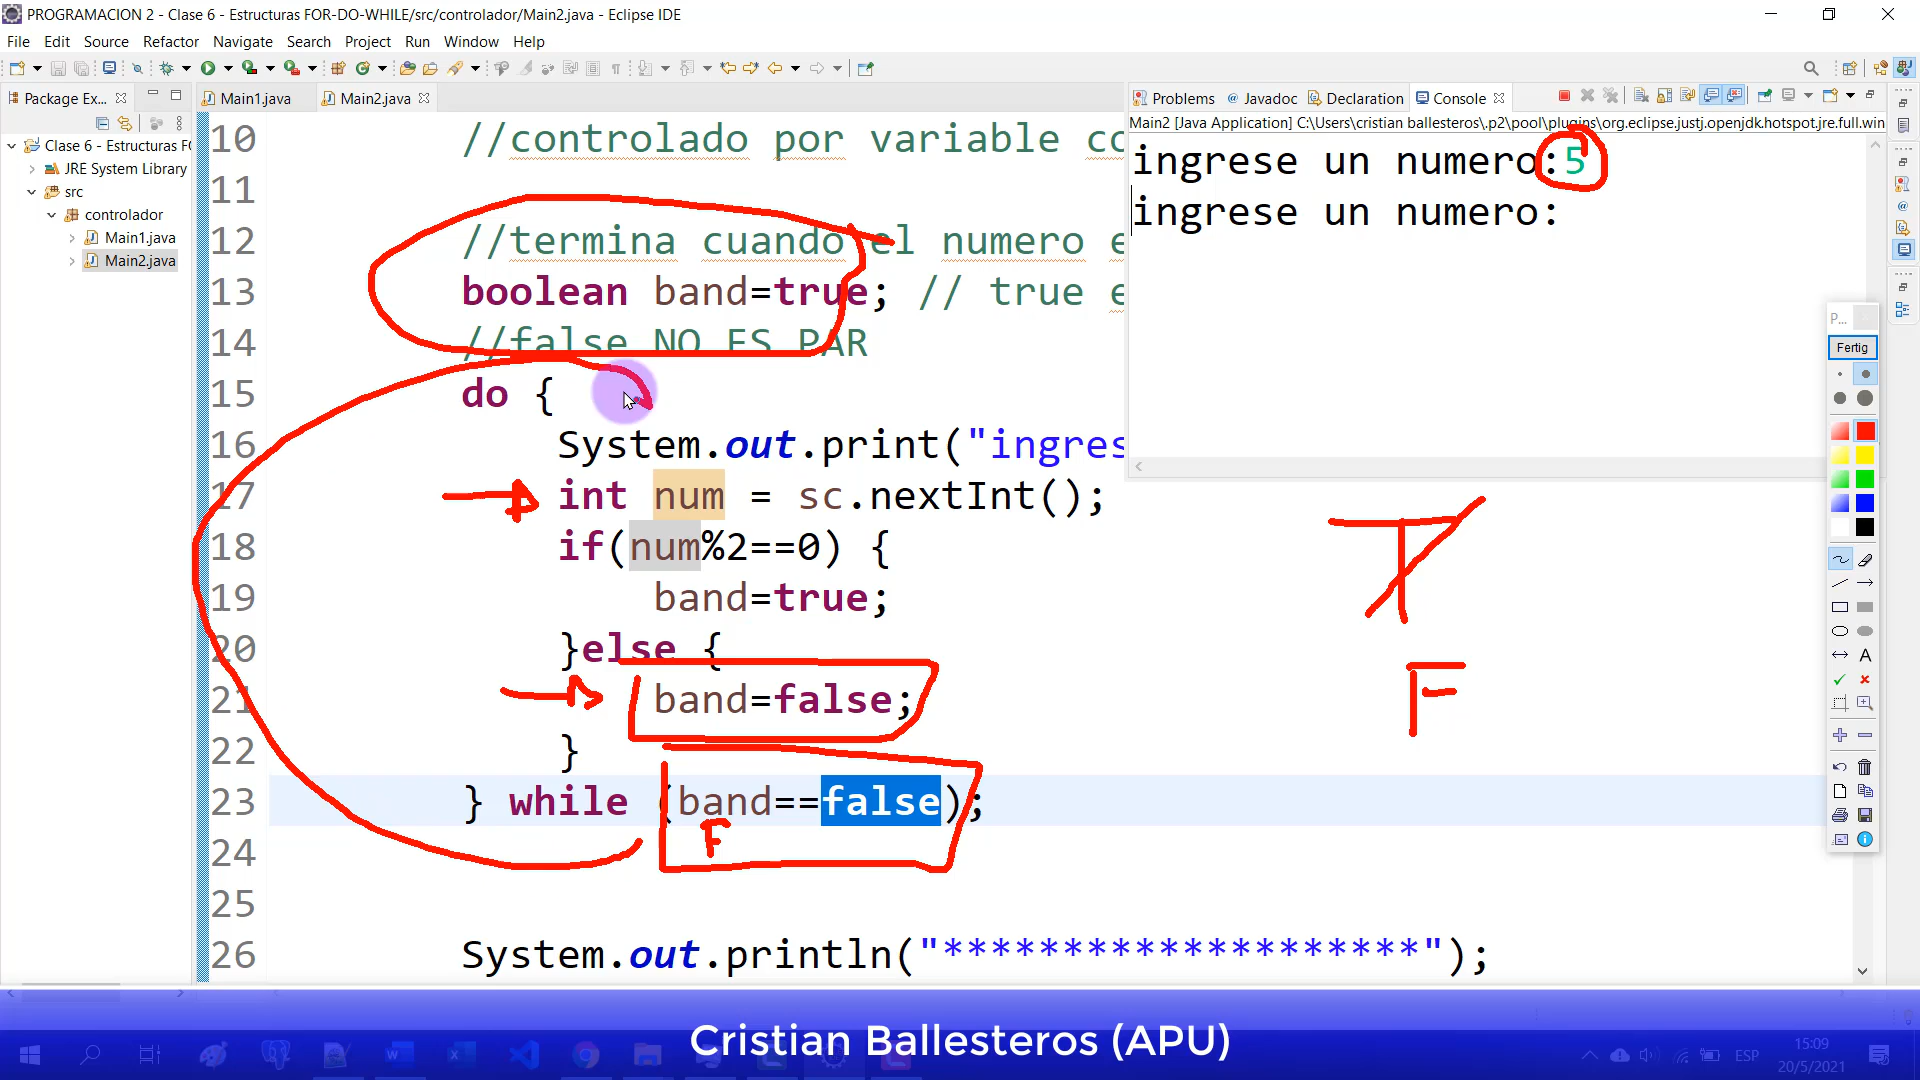 PROGRAMACION 2 - Clase 6 - Estructuras FOR-DO-WHILE/src/controlador/Main2.java - Eclipse IDE
File Edit Source Refactor Navigate Search Project Run Window Help
Package Ex...
Clase 6 - Estructuras F
JRE System Library
src
controlador
Main1.java
Main2.java
Main1.java
Main2.java
10 //controlado por variable co
11
12 //termina cuando el numero e
13 boolean band=true; // true e
14 //false NO ES PAR
15 do {
16 System.out.print("ingres
17 int num = sc.nextInt();
18 if(num%2==0) {
19 band=true;
20 }else {
21 band=false;
22 }
23 } while (band==false);
F
24
25
26 System.out.println("********************");
Problems Javadoc Declaration Console
Main2 [Java Application] C:\Users\cristian ballesteros\.p2\pool\plugins\org.eclipse.justj.openjdk.hotspot.jre.full.win
ingrese un numero:5
ingrese un numero:
T
F
P...
Fertig
A
Cristian Ballesteros (APU)
ESP
15:09
20/5/2021